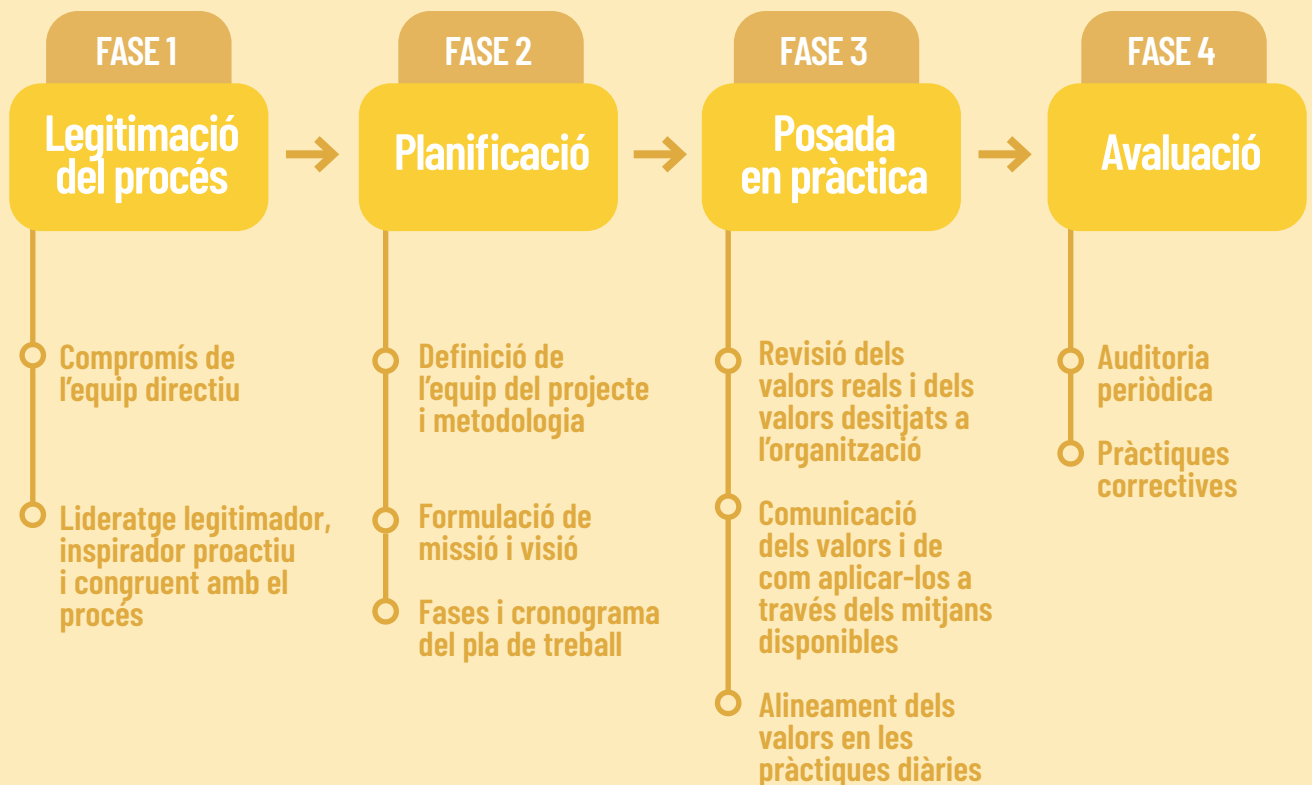 FASE 1
Legitimació
del procés
Compromís de
l'equip directiu
Lideratge legitimador,
inspirador proactiu
i congruent amb el
procés
FASE 2
Planificació
Definició de
l'equip del projecte
i metodologia
Formulació de
missió i visió
Fases i cronograma
del pla de treball
FASE 3
Posada
en pràctica
Revisió dels
valors reals i dels
valors desitjats a
l'organització
Comunicació
dels valors i de
com aplicar-los a
través dels mitjans
disponibles
Alineament dels
valors en les
pràctiques diàries
FASE 4
Avaluació
Auditoria
periòdica
Pràctiques
correctives